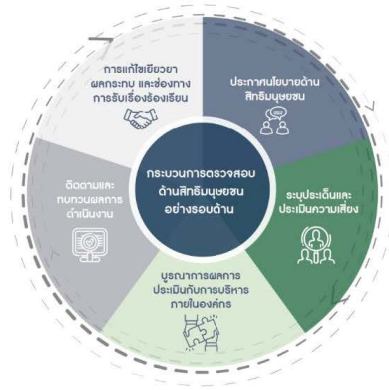 การแก้ไขเยียวยา
ผลกระทบ และช่องทาง
การรับเรื่องร้องเรียน
ประกาศนโยบายด้าน
สิทธิมนุษยชน
กระบวนการตรวจสอบ
ด้านสิทธิมนุษยชน
อย่างรอบด้าน
ติดตามและ
ทบทวนผลการ
ดำเนินงาน
ระบุประเด็นและ
ประเมินความเสี่ยง
บูรณาการผลการ
ประเมินกับการบริหาร
ภายในองค์กร